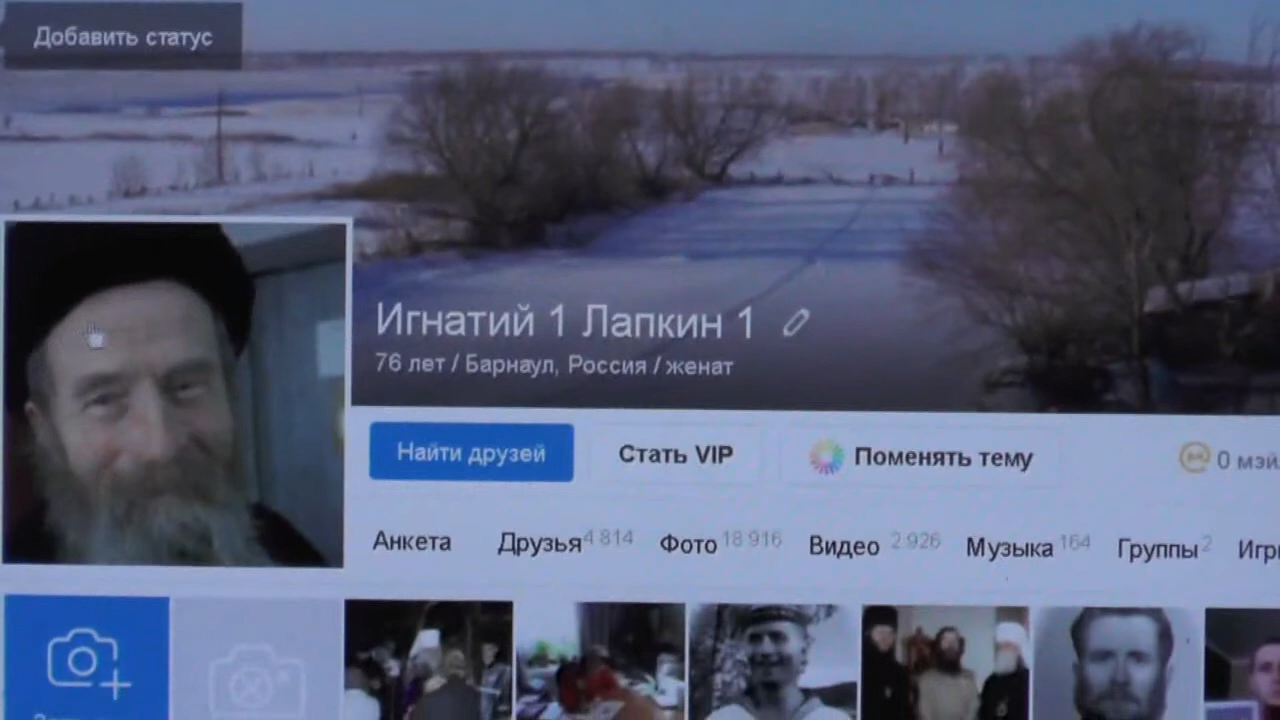 Добавить статус
Игнатий 1 Лапкин 1
76 лет / Барнаул, Россия / женат
Найти друзей Стать VIP Поменять тему 0 мэй
Анкета Друзья 4 814 Фото 18 916 Видео 2 926 Музыка 164 Группы 2 Игры